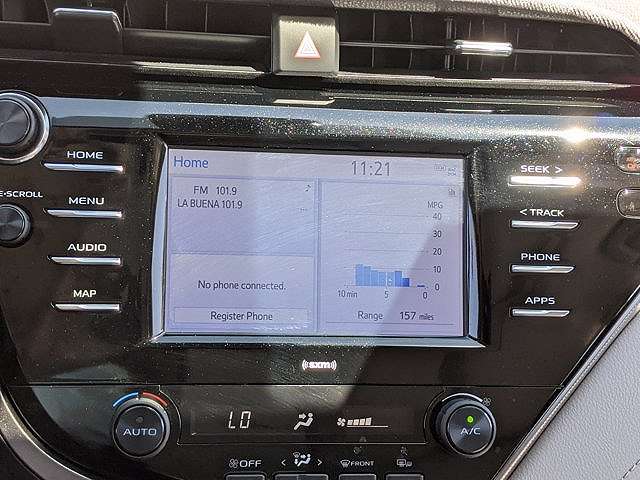 HOME
E-SCROLL
MENU
AUDIO
MAP
Home 11:21
FM 101.9
LA BUENA 101.9
...
No phone connected.
Register Phone
MPG
40
30
20
10
0
10 min 5 0
Range 157 miles
SEEK >
< TRACK
PHONE
APPS
((SXM))
AUTO
LO
A/C
OFF
< >
FRONT